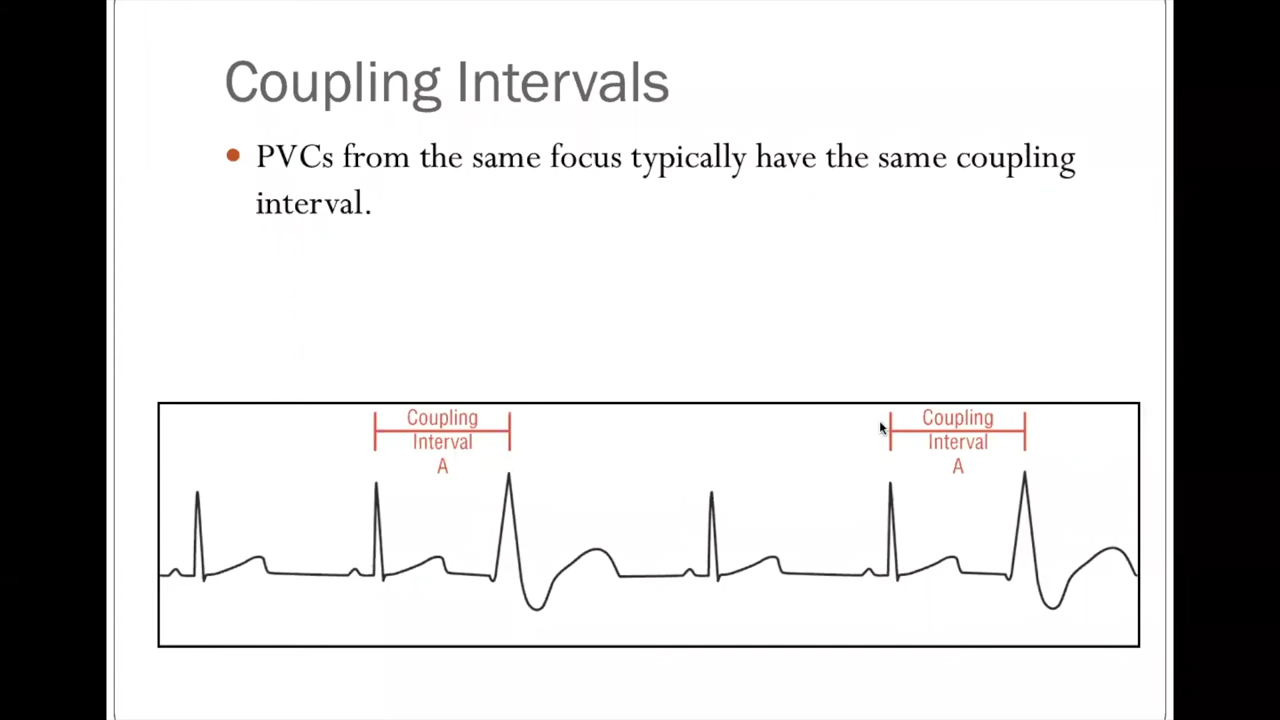 Coupling Intervals
• PVCs from the same focus typically have the same coupling
interval.
Coupling
Interval
A
Coupling
Interval
A